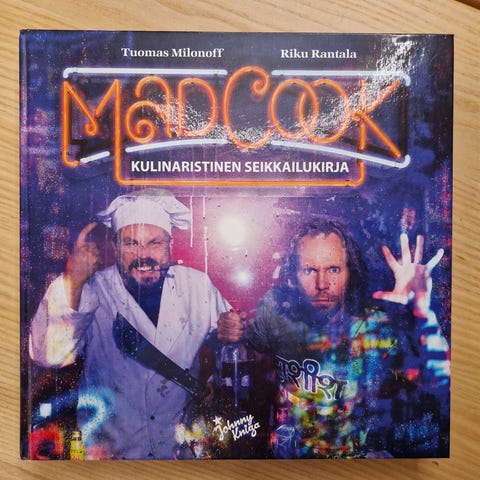 Tuomas Milonoff Riku Rantala
MADCOOK
KULINARISTINEN SEIKKAILUKIRJA
Johnny
Kniga